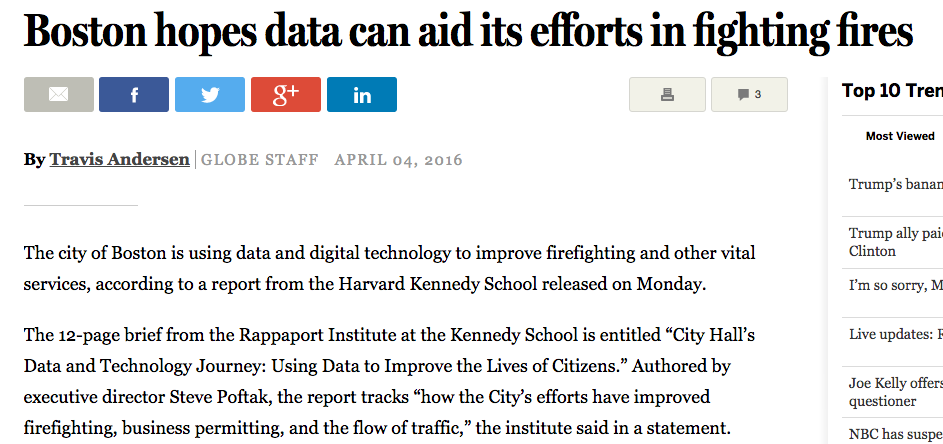 Boston hopes data can aid its efforts in fighting fires
f
g+
in
3
By Travis Andersen GLOBE STAFF APRIL 04, 2016
The city of Boston is using data and digital technology to improve firefighting and other vital
services, according to a report from the Harvard Kennedy School released on Monday.
The 12-page brief from the Rappaport Institute at the Kennedy School is entitled “City Hall’s
Data and Technology Journey: Using Data to Improve the Lives of Citizens.” Authored by
executive director Steve Poftak, the report tracks “how the City’s efforts have improved
firefighting, business permitting, and the flow of traffic,” the institute said in a statement.
Top 10 Tren
Most Viewed
Trump’s banan
Trump ally paid
Clinton
I’m so sorry, M
Live updates:
Joe Kelly offers
questioner
NBC has suspe